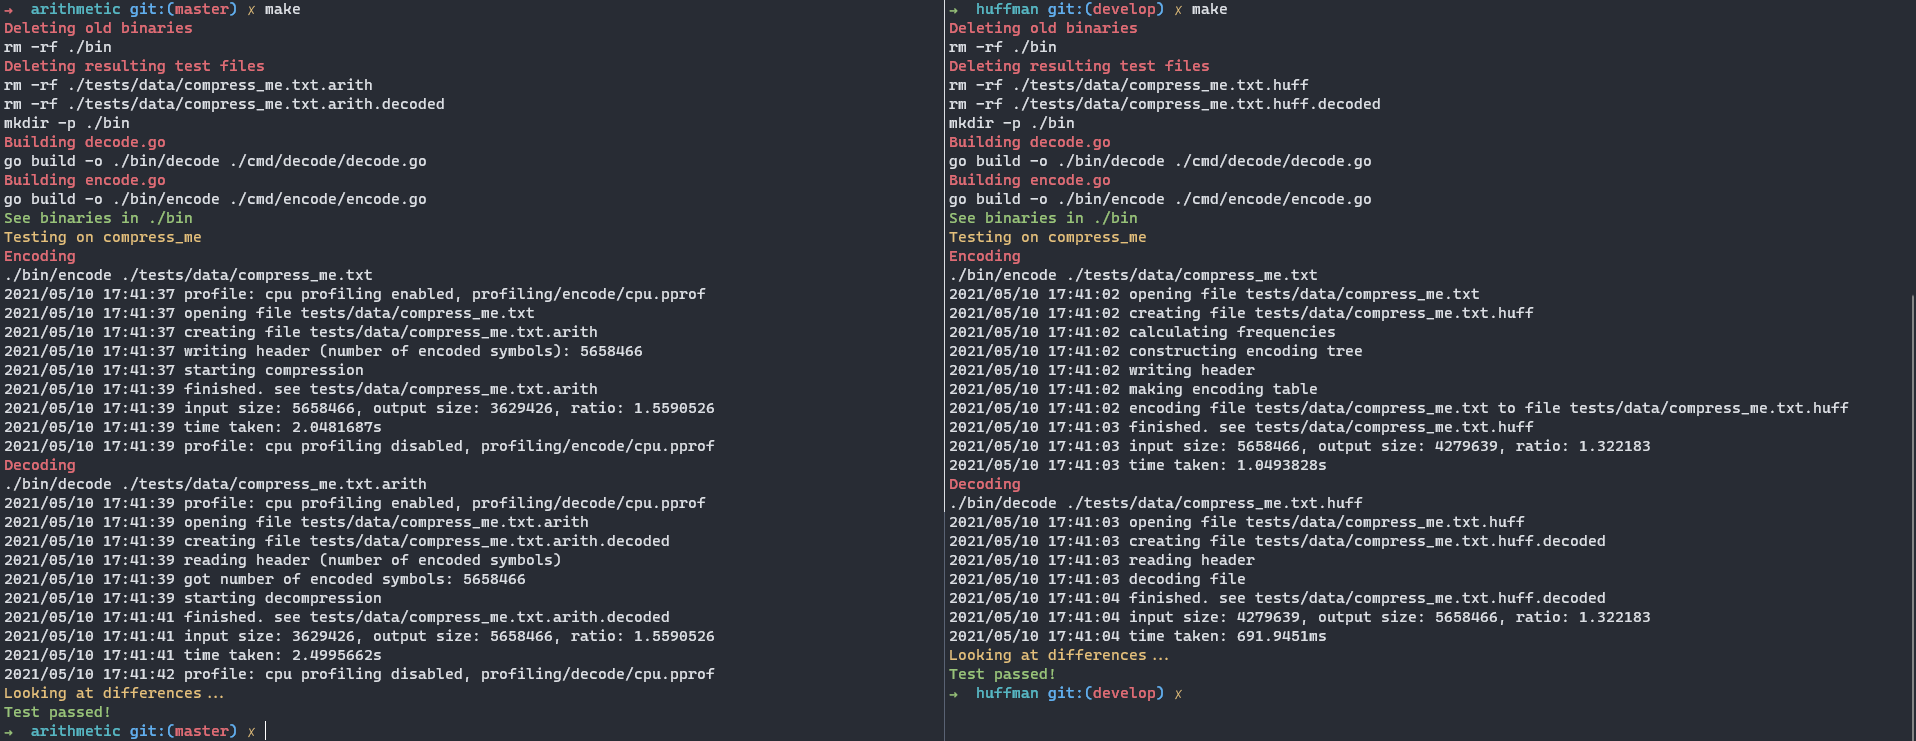 → arithmetic git:(master) ✗ make
Deleting old binaries
rm -rf ./bin
Deleting resulting test files
rm -rf ./tests/data/compress_me.txt.arith
rm -rf ./tests/data/compress_me.txt.arith.decoded
mkdir -p ./bin
Building decode.go
go build -o ./bin/decode ./cmd/decode/decode.go
Building encode.go
go build -o ./bin/encode ./cmd/encode/encode.go
See binaries in ./bin
Testing on compress_me
Encoding
./bin/encode ./tests/data/compress_me.txt
2021/05/10 17:41:37 profile: cpu profiling enabled, profiling/encode/cpu.pprof
2021/05/10 17:41:37 opening file tests/data/compress_me.txt
2021/05/10 17:41:37 creating file tests/data/compress_me.txt.arith
2021/05/10 17:41:37 writing header (number of encoded symbols): 5658466
2021/05/10 17:41:37 starting compression
2021/05/10 17:41:39 finished. see tests/data/compress_me.txt.arith
2021/05/10 17:41:39 input size: 5658466, output size: 3629426, ratio: 1.5590526
2021/05/10 17:41:39 time taken: 2.0481687s
2021/05/10 17:41:39 profile: cpu profiling disabled, profiling/encode/cpu.pprof
Decoding
./bin/decode ./tests/data/compress_me.txt.arith
2021/05/10 17:41:39 profile: cpu profiling enabled, profiling/decode/cpu.pprof
2021/05/10 17:41:39 opening file tests/data/compress_me.txt.arith
2021/05/10 17:41:39 creating file tests/data/compress_me.txt.arith.decoded
2021/05/10 17:41:39 reading header (number of encoded symbols)
2021/05/10 17:41:39 got number of encoded symbols: 5658466
2021/05/10 17:41:39 starting decompression
2021/05/10 17:41:41 finished. see tests/data/compress_me.txt.arith.decoded
2021/05/10 17:41:41 input size: 3629426, output size: 5658466, ratio: 1.5590526
2021/05/10 17:41:41 time taken: 2.4995662s
2021/05/10 17:41:42 profile: cpu profiling disabled, profiling/decode/cpu.pprof
Looking at differences...
Test passed!
→ arithmetic git:(master) ✗
→ huffman git:(develop) ✗ make
Deleting old binaries
rm -rf ./bin
Deleting resulting test files
rm -rf ./tests/data/compress_me.txt.huff
rm -rf ./tests/data/compress_me.txt.huff.decoded
mkdir -p ./bin
Building decode.go
go build -o ./bin/decode ./cmd/decode/decode.go
Building encode.go
go build -o ./bin/encode ./cmd/encode/encode.go
See binaries in ./bin
Testing on compress_me
Encoding
./bin/encode ./tests/data/compress_me.txt
2021/05/10 17:41:02 opening file tests/data/compress_me.txt
2021/05/10 17:41:02 creating file tests/data/compress_me.txt.huff
2021/05/10 17:41:02 calculating frequencies
2021/05/10 17:41:02 constructing encoding tree
2021/05/10 17:41:02 writing header
2021/05/10 17:41:02 making encoding table
2021/05/10 17:41:02 encoding file tests/data/compress_me.txt to file tests/data/compress_me.txt.huff
2021/05/10 17:41:03 finished. see tests/data/compress_me.txt.huff
2021/05/10 17:41:03 input size: 5658466, output size: 4279639, ratio: 1.322183
2021/05/10 17:41:03 time taken: 1.0493828s
Decoding
./bin/decode ./tests/data/compress_me.txt.huff
2021/05/10 17:41:03 opening file tests/data/compress_me.txt.huff
2021/05/10 17:41:03 creating file tests/data/compress_me.txt.huff.decoded
2021/05/10 17:41:03 reading header
2021/05/10 17:41:03 decoding file
2021/05/10 17:41:04 finished. see tests/data/compress_me.txt.huff.decoded
2021/05/10 17:41:04 input size: 4279639, output size: 5658466, ratio: 1.322183
2021/05/10 17:41:04 time taken: 691.9451ms
Looking at differences...
Test passed!
→ huffman git:(develop) ✗